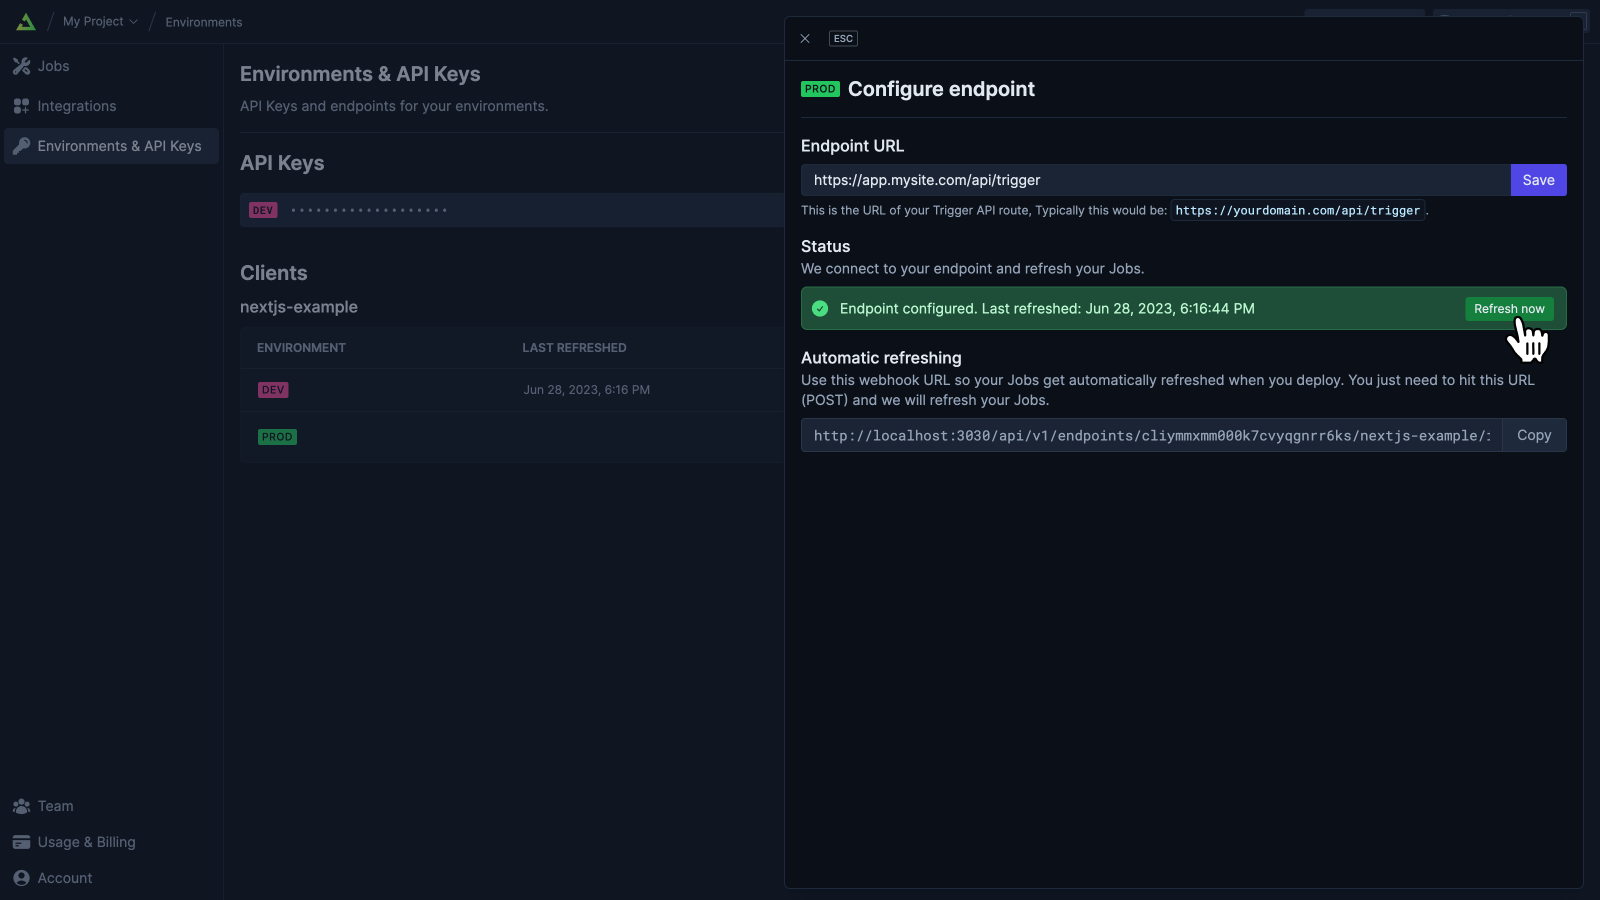 My Project
Environments
Jobs
Integrations
Environments & API Keys
Team
Usage & Billing
Account
Environments & API Keys
API Keys and endpoints for your environments.
API Keys
DEV
Clients
nextjs-example
ENVIRONMENT LAST REFRESHED
DEV Jun 28, 2023, 6:16 PM
PROD
ESC
PROD Configure endpoint
Endpoint URL
https://app.mysite.com/api/trigger Save
This is the URL of your Trigger API route, Typically this would be: https://yourdomain.com/api/trigger.
Status
We connect to your endpoint and refresh your Jobs.
Endpoint configured. Last refreshed: Jun 28, 2023, 6:16:44 PM Refresh now
Automatic refreshing
Use this webhook URL so your Jobs get automatically refreshed when you deploy. You just need to hit this URL
(POST) and we will refresh your Jobs.
http://localhost:3030/api/v1/endpoints/cliymmxmm000k7cvyqgnrr6ks/nextjs-example/ Copy